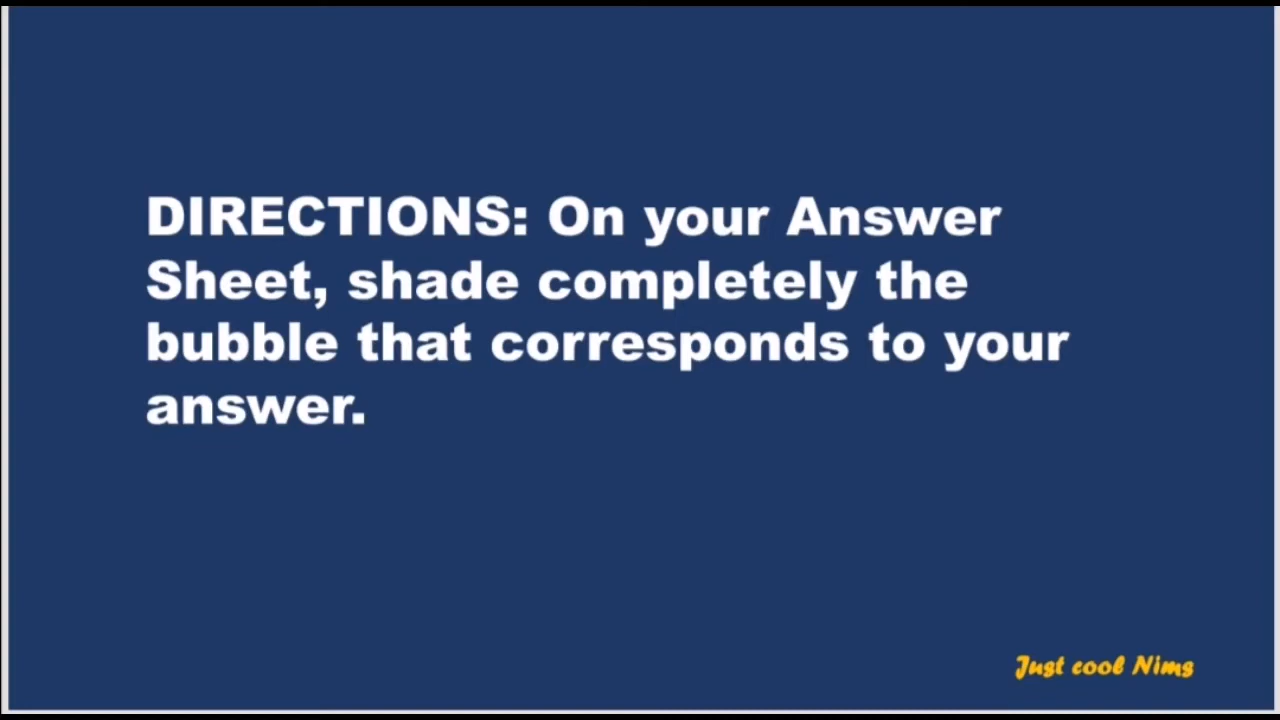 DIRECTIONS: On your Answer
Sheet, shade completely the
bubble that corresponds to your
answer.
Just cool Nims